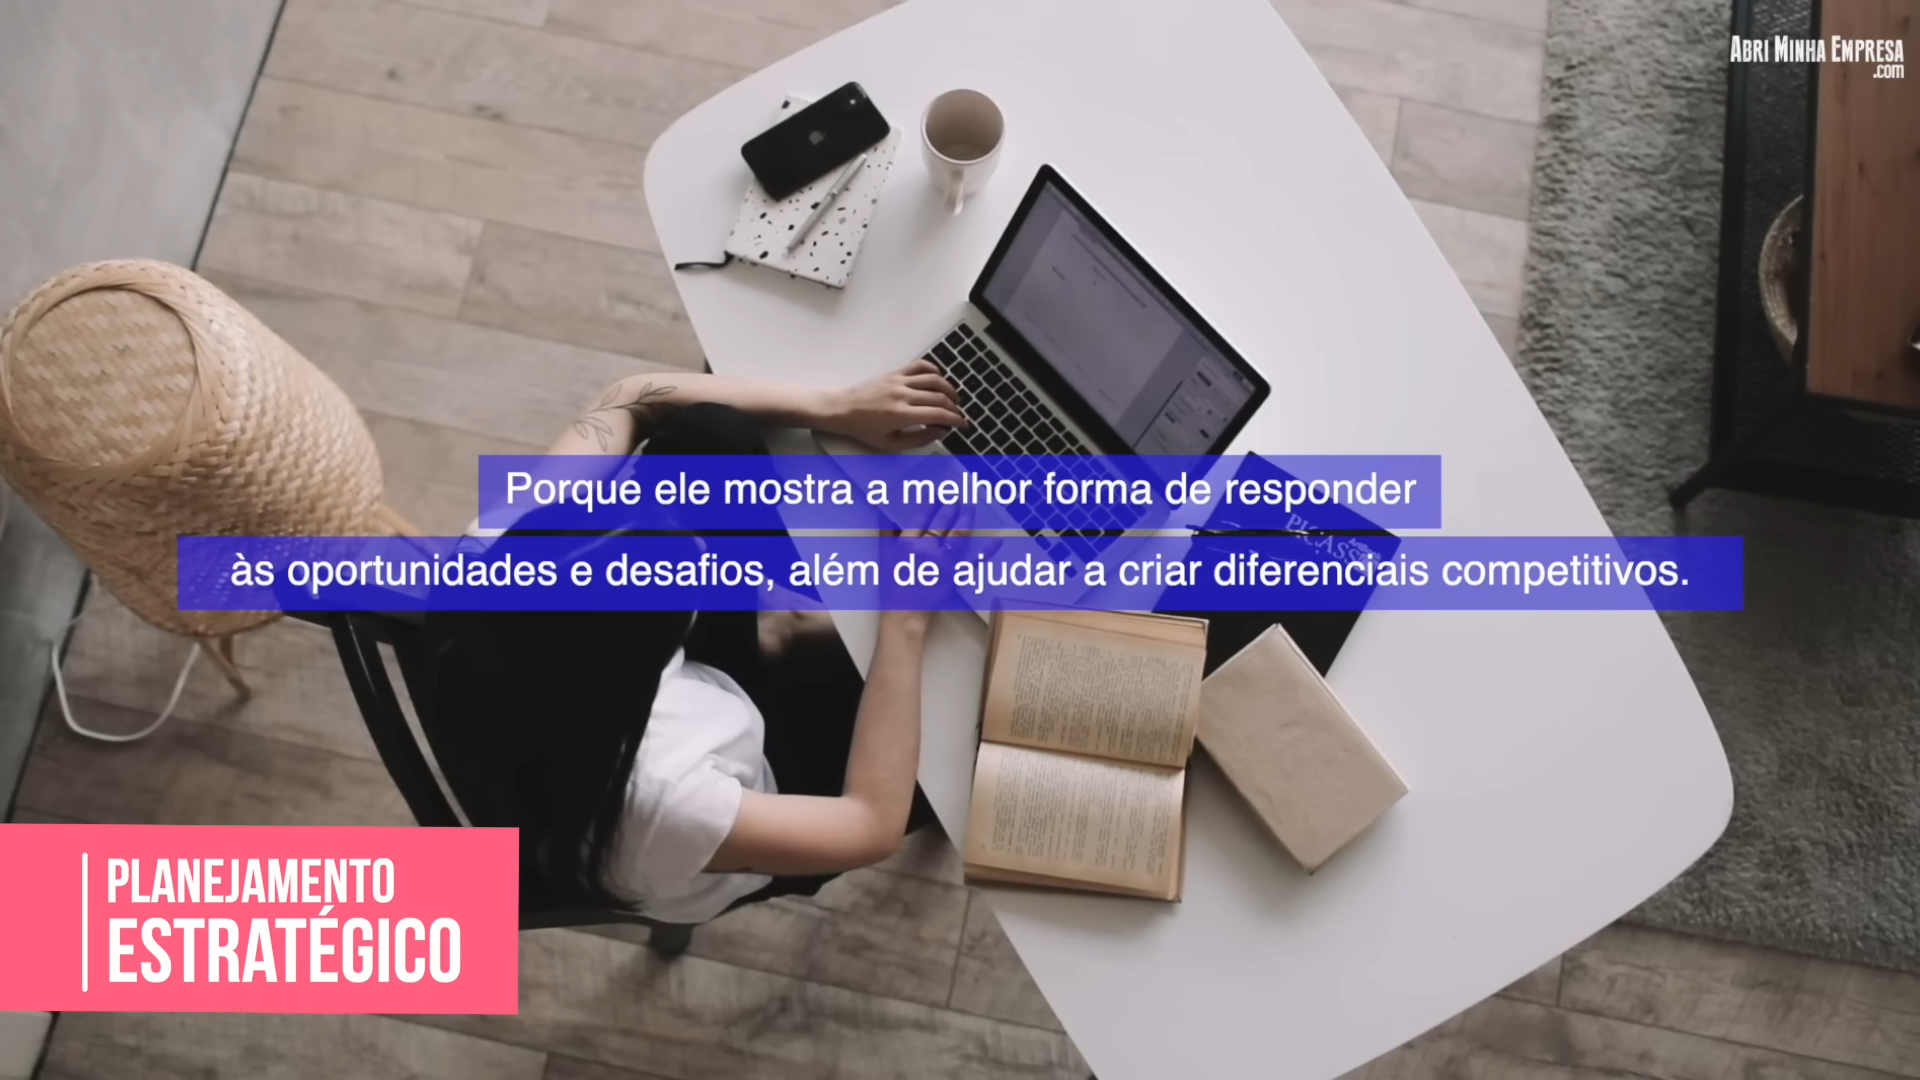 ABRI MINHA EMPRESA
.com
Porque ele mostra a melhor forma de responder
às oportunidades e desafios, além de ajudar a criar diferenciais competitivos.
PICASSO
PLANEJAMENTO
ESTRATÉGICO